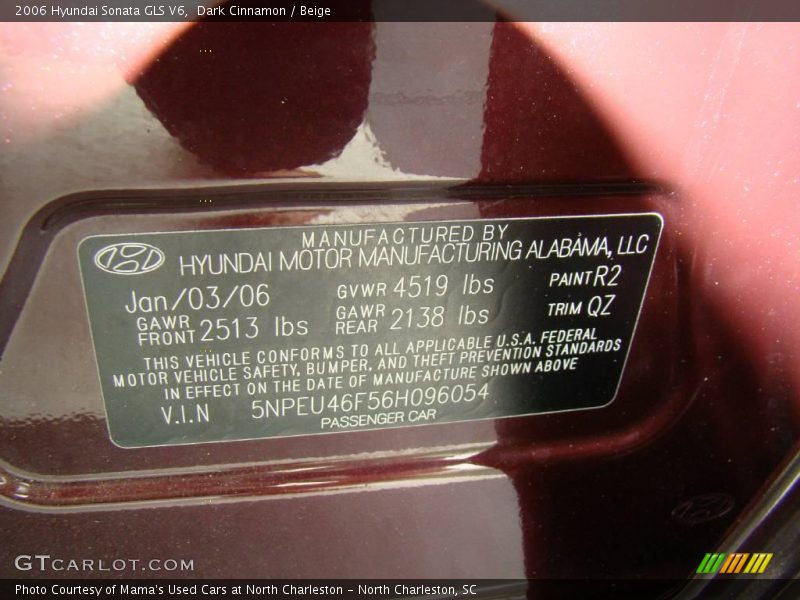 2006 Hyundai Sonata GLS V6, Dark Cinnamon / Beige
MANUFACTURED BY
HYUNDAI MOTOR MANUFACTURING ALABAMA, LLC
Jan/03/06 GVWR 4519 lbs PAINT R2
GAWR FRONT 2513 lbs GAWR REAR 2138 lbs TRIM QZ
THIS VEHICLE CONFORMS TO ALL APPLICABLE U.S.A. FEDERAL
MOTOR VEHICLE SAFETY, BUMPER, AND THEFT PREVENTION STANDARDS
IN EFFECT ON THE DATE OF MANUFACTURE SHOWN ABOVE
V.I.N 5NPEU46F56H096054
PASSENGER CAR
GTCARLOT.COM
Photo Courtesy of Mama's Used Cars at North Charleston - North Charleston, SC